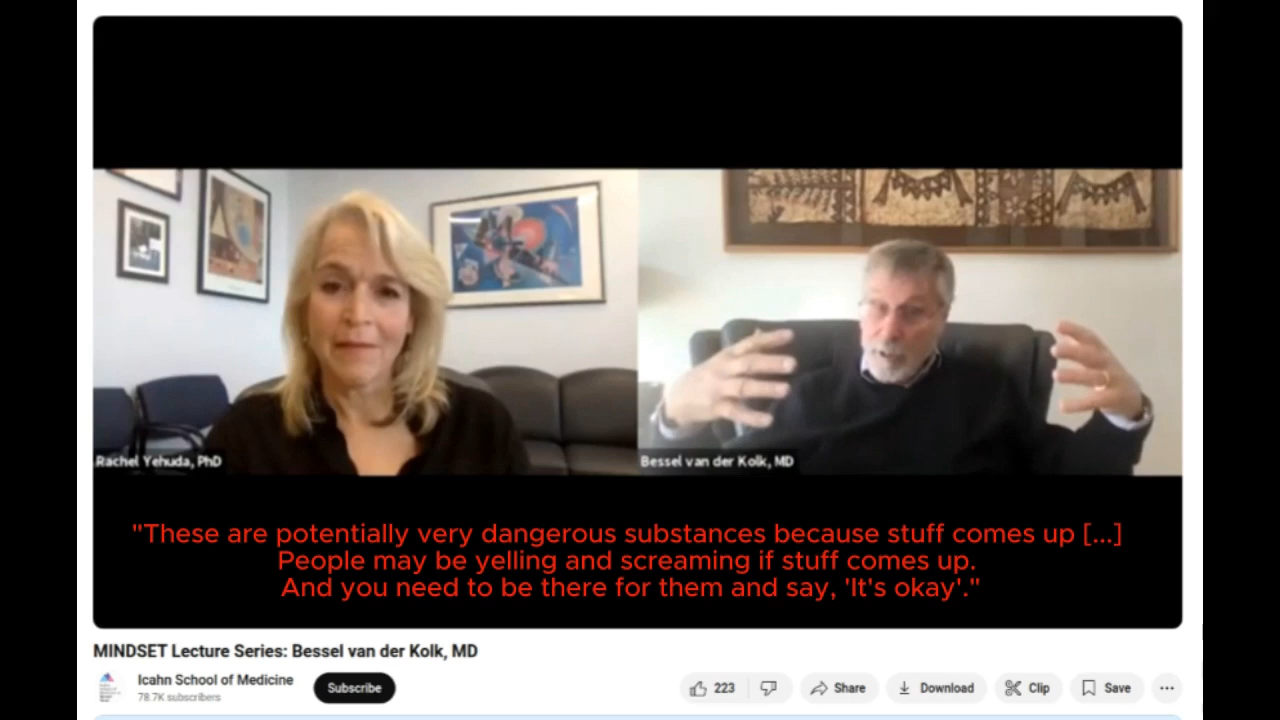 Rachel Yehuda, PhD
Bessel van der Kolk, MD
"These are potentially very dangerous substances because stuff comes up [...]
People may be yelling and screaming if stuff comes up.
And you need to be there for them and say, 'It's okay'."
MINDSET Lecture Series: Bessel van der Kolk, MD
Icahn School of Medicine
78.7K subscribers
Subscribe
223
Share
Download
Clip
Save